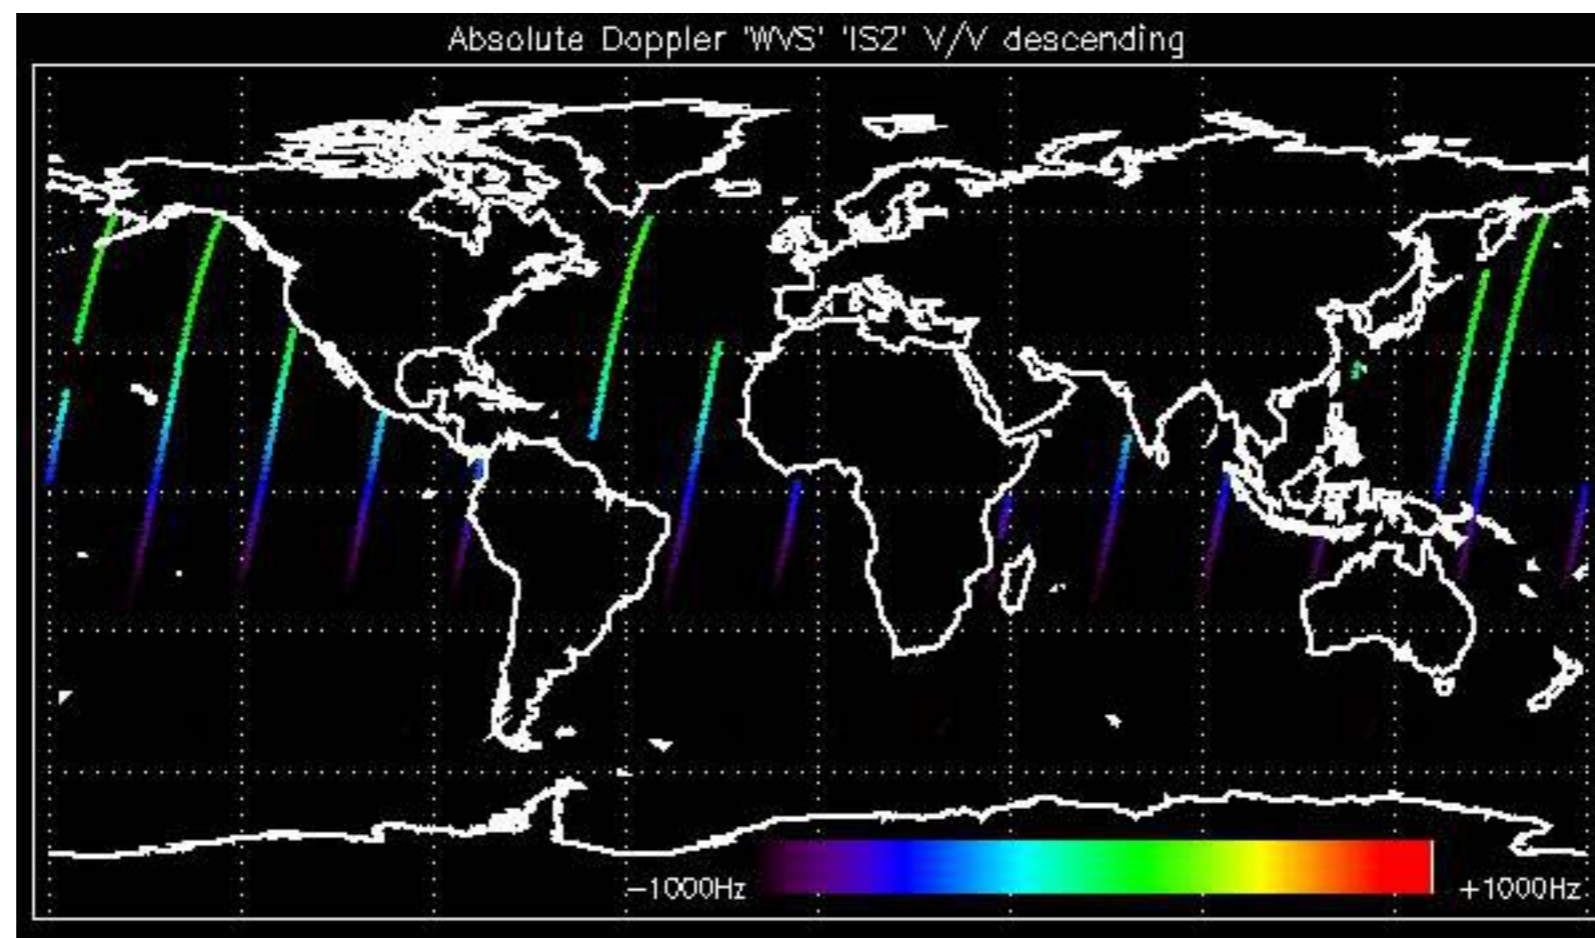 Absolute Doppler 'WVS' 'IS2' V/V descending
−1000Hz
+1000Hz